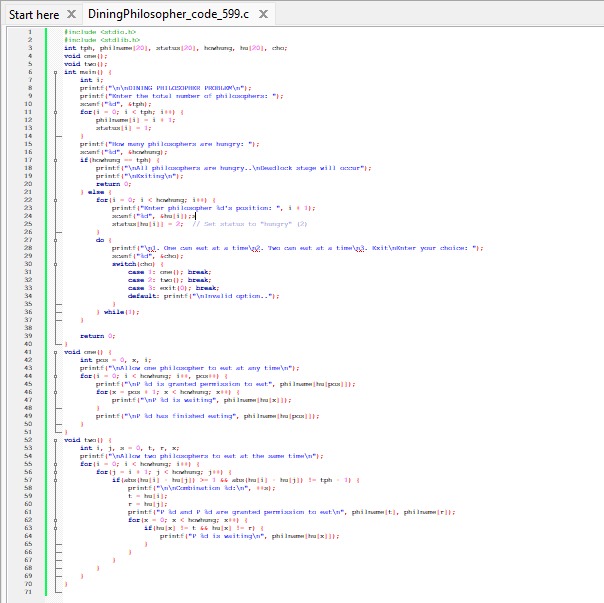 Start here
DiningPhilosopher_code_599.c
1 #include <stdio.h>
2 #include <stdlib.h>
3 int tph, philname[20], status[20], howhung, hu[20], cho;
4 void one();
5 void two();
6 int main() {
7 int i;
8 printf("\n\nDINING PHILOSOPHER PROBLEM\n");
9 printf("Enter the total number of philosophers: ");
10 scanf("%d", &tph);
11 for(i = 0; i < tph; i++) {
12 philname[i] = i + 1;
13 status[i] = 1;
14 }
15 printf("How many philosophers are hungry: ");
16 scanf("%d", &howhung);
17 if(howhung == tph) {
18 printf("\nAll philosophers are hungry..\nDeadlock stage will occur");
19 printf("\nExiting\n");
20 return 0;
21 } else {
22 for(i = 0; i < howhung; i++) {
23 printf("Enter philosopher %d's position: ", i + 1);
24 scanf("%d", &hu[i]);s
25 status[hu[i]] = 2; // Set status to "hungry" (2)
26 }
27 do {
28 printf("\n1. One can eat at a time\n2. Two can eat at a time\n3. Exit\nEnter your choice: ");
29 scanf("%d", &cho);
30 switch(cho) {
31 case 1: one(); break;
32 case 2: two(); break;
33 case 3: exit(0); break;
34 default: printf("\nInvalid option..");
35 }
36 } while(1);
37 }
38
39 return 0;
40 }
41 void one() {
42 int pos = 0, x, i;
43 printf("\nAllow one philosopher to eat at any time\n");
44 for(i = 0; i < howhung; i++, pos++) {
45 printf("\nP %d is granted permission to eat", philname[hu[pos]]);
46 for(x = pos + 1; x < howhung; x++) {
47 printf("\nP %d is waiting", philname[hu[x]]);
48 }
49 printf("\nP %d has finished eating", philname[hu[pos]]);
50 }
51 }
52 void two() {
53 int i, j, s = 0, t, r, x;
54 printf("\nAllow two philosophers to eat at the same time\n");
55 for(i = 0; i < howhung; i++) {
56 for(j = i + 1; j < howhung; j++) {
57 if(abs(hu[i] - hu[j]) >= 1 && abs(hu[i] - hu[j]) != tph - 1) {
58 printf("\n\nCombination %d:\n", ++s);
59 t = hu[i];
60 r = hu[j];
61 printf("P %d and P %d are granted permission to eat\n", philname[t], philname[r]);
62 for(x = 0; x < howhung; x++) {
63 if(hu[x] != t && hu[x] != r) {
64 printf("P %d is waiting\n", philname[hu[x]]);
65 }
66 }
67 }
68 }
69 }
70 }
71